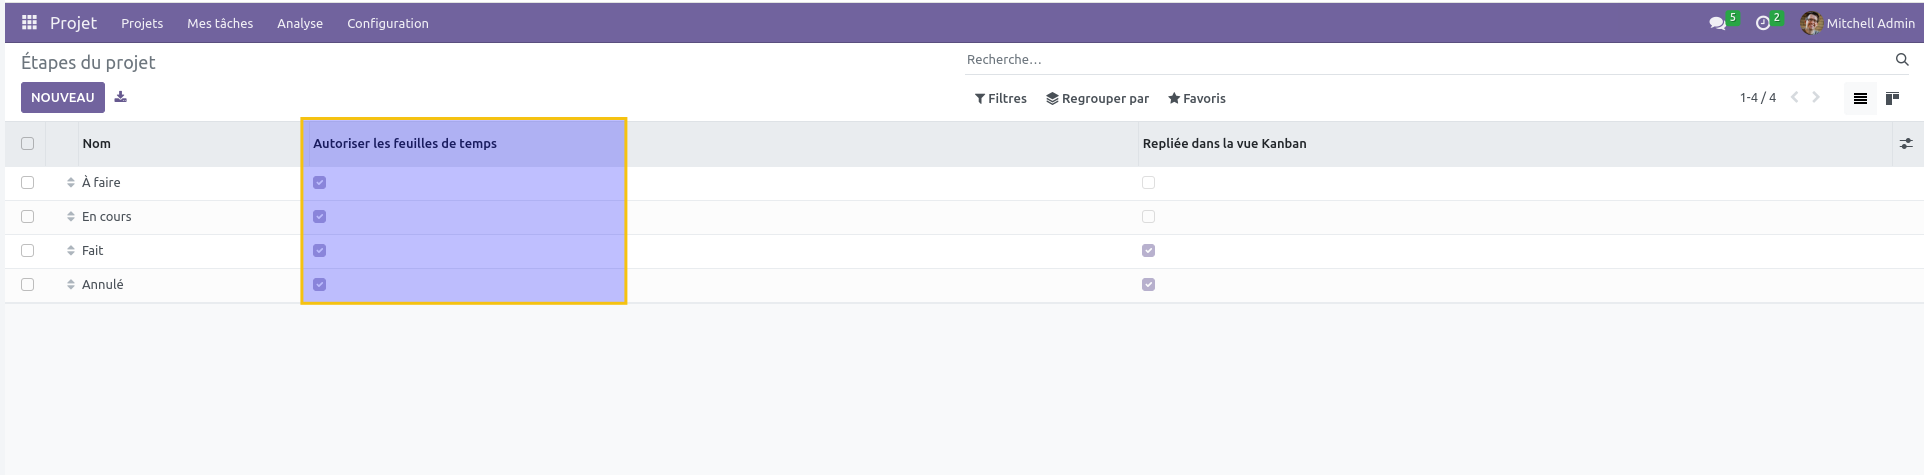 Projet Projets Mes tâches Analyse Configuration 5 2 Mitchell Admin
Étapes du projet Recherche...
NOUVEAU Filtres Regrouper par Favoris 1-4 / 4
Nom Autoriser les feuilles de temps Repliée dans la vue Kanban
À faire
En cours
Fait
Annulé